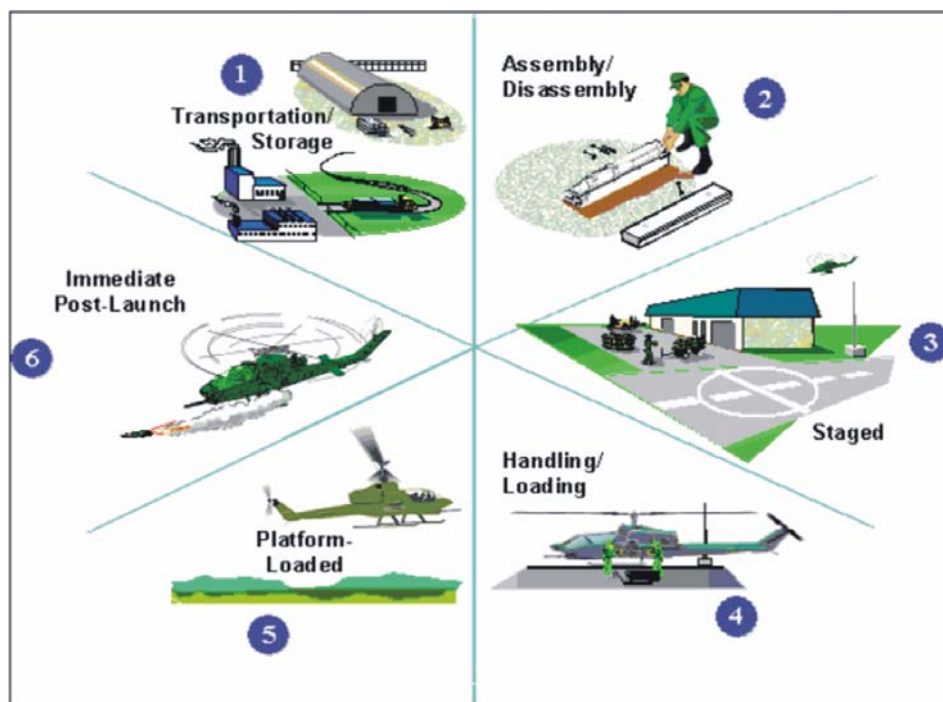 1
Transportation/
Storage
Assembly/
Disassembly
2
3
Staged
Handling/
Loading
4
Platform-
Loaded
5
Immediate
Post-Launch
6